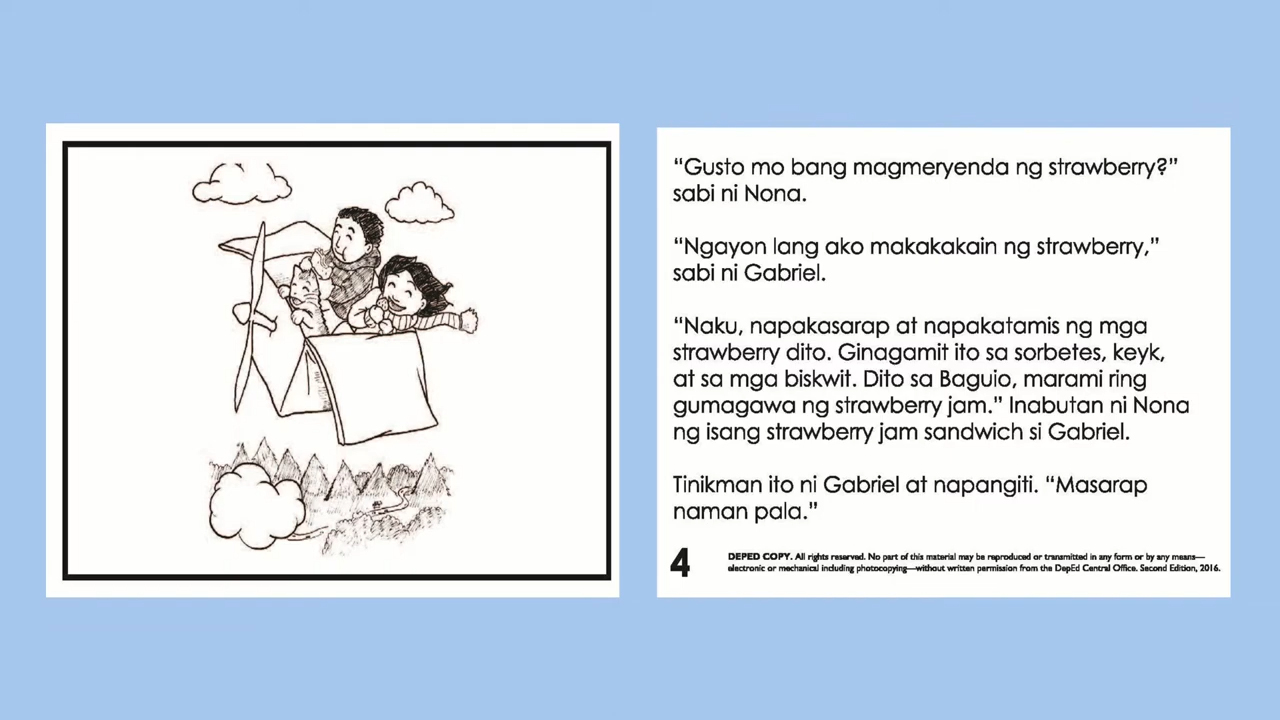 “Gusto mo bang magmeryenda ng strawberry?”
sabi ni Nona.
“Ngayon lang ako makakakain ng strawberry,”
sabi ni Gabriel.
“Naku, napakasarap at napakatamis ng mga
strawberry dito. Ginagamit ito sa sorbetes, keyk,
at sa mga biskwit. Dito sa Baguio, marami ring
gumagawa ng strawberry jam.” Inabutan ni Nona
ng isang strawberry jam sandwich si Gabriel.
Tinikman ito ni Gabriel at napangiti. “Masarap
naman pala.”
4
DEPED COPY. All rights reserved. No part of this material may be reproduced or transmitted in any form or by any means—
electronic or mechanical including photocopying—without written permission from the DepEd Central Office. Second Edition, 2016.